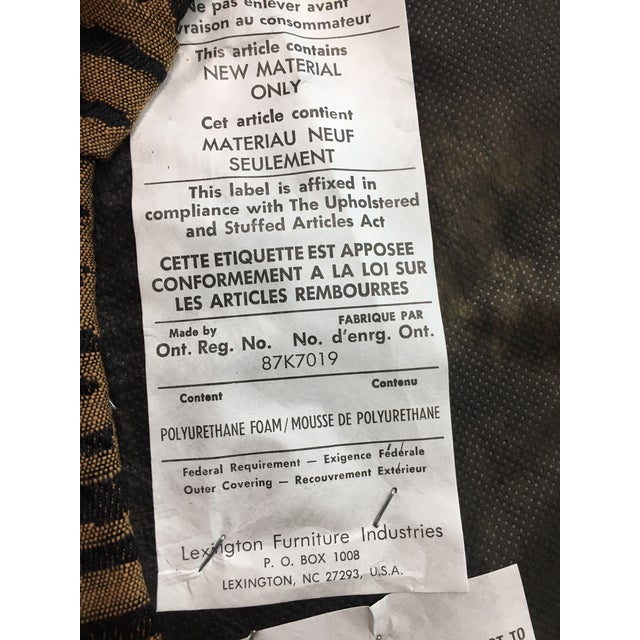 Ne pas enlever avant
livraison au consommateur
This article contains
NEW MATERIAL
ONLY
Cet article contient
MATERIAU NEUF
SEULEMENT
This label is affixed in
compliance with The Upholstered
and Stuffed Articles Act
CETTE ETIQUETTE EST APPOSEE
CONFORMEMENT A LA LOI SUR
LES ARTICLES REMBOURRES
Made by FABRIQUE PAR
Ont. Reg. No. No. d'enrg. Ont.
87K7019
Content Contenu
POLYURETHANE FOAM/MOUSSE DE POLYURETHANE
Federal Requirement — Exigence Fédérale
Outer Covering — Recouvrement Extérieur
Lexington Furniture Industries
P. O. BOX 1008
LEXINGTON, NC 27293, U.S.A.
TO